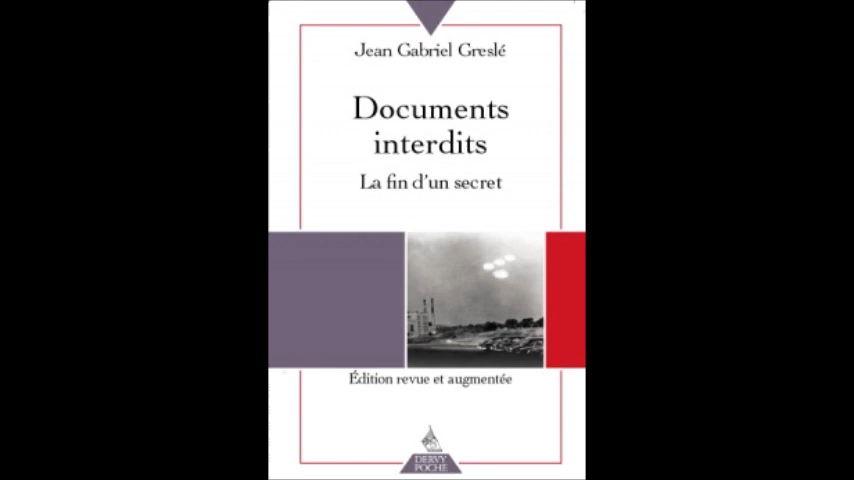 Jean Gabriel Greslé
Documents
interdits
La fin d'un secret
Édition revue et augmentée
DERVY
POCHE